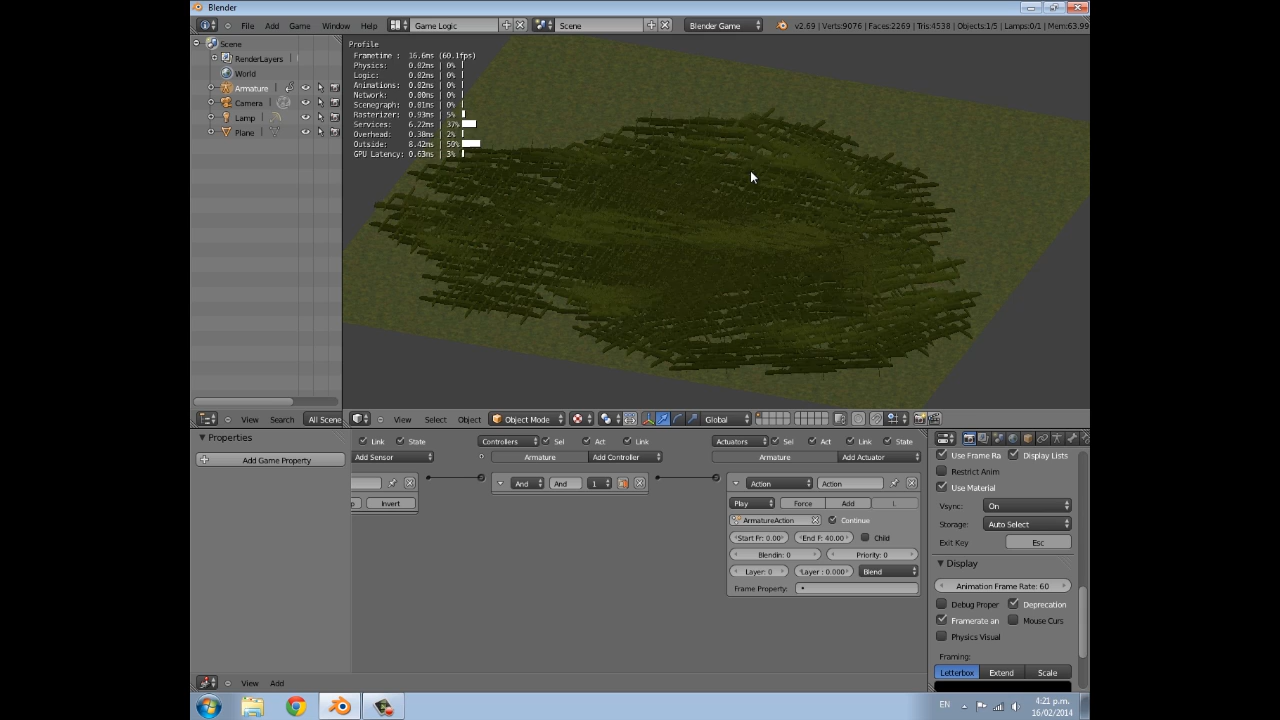 Blender
File Add Game Window Help Game Logic Scene Blender Game v2.69 | Verts:9076 | Faces:2269 | Tris:4538 | Objects:1/5 | Lamps:0/1 | Mem:63.99
Scene
RenderLayers
World
Armature
Camera
Lamp
Plane
Profile
Frametime : 16.6ms (60.1fps)
Physics: 0.02ms | 0%
Logic: 0.02ms | 0%
Animations: 0.02ms | 0%
Network: 0.00ms | 0%
Scenegraph: 0.01ms | 0%
Rasterizer: 0.93ms | 5%
Services: 6.22ms | 37%
Overhead: 0.38ms | 2%
Outside: 8.42ms | 50%
GPU Latency: 0.63ms | 3%
View Search All Scene
View Select Object Object Mode Global
Properties
Add Game Property
Link State Controllers Sel Act Link Actuators Sel Act Link State
Add Sensor Armature Add Controller Armature Add Actuator
And And 1 Action Action
Invert Play Force Add L
ArmatureAction Continue
Start Fr: 0.00 End F: 40.00 Child
Blendin: 0 Priority: 0
Layer: 0 Layer : 0.000 Blend
Frame Property:
Use Frame Ra Display Lists
Restrict Anim
Use Material
Vsync: On
Storage: Auto Select
Exit Key Esc
Display
Animation Frame Rate: 60
Debug Proper Deprecation
Framerate an Mouse Curs
Physics Visual
Framing:
Letterbox Extend Scale
View Add
EN 4:21 p.m.
16/02/2014